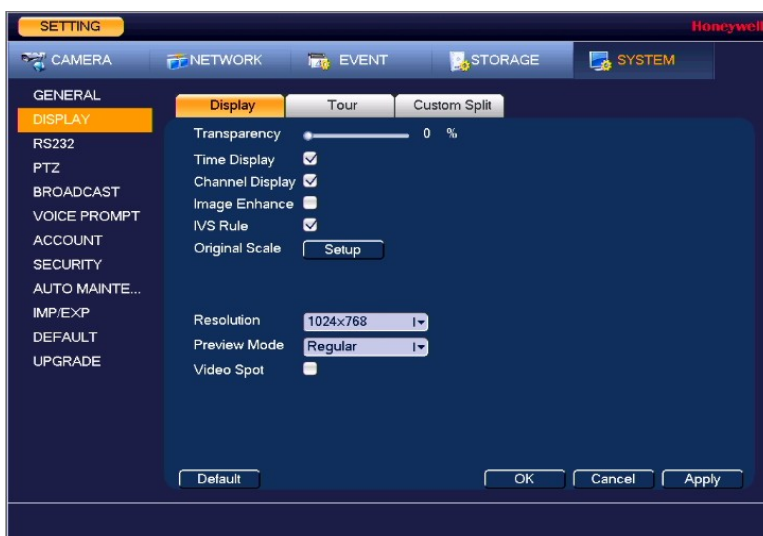 SETTING
Honeywell
CAMERA NETWORK EVENT STORAGE SYSTEM
GENERAL
DISPLAY
RS232
PTZ
BROADCAST
VOICE PROMPT
ACCOUNT
SECURITY
AUTO MAINTE...
IMP/EXP
DEFAULT
UPGRADE
Display Tour Custom Split
Transparency 0 %
Time Display
Channel Display
Image Enhance
IVS Rule
Original Scale Setup
Resolution 1024x768
Preview Mode Regular
Video Spot
Default OK Cancel Apply